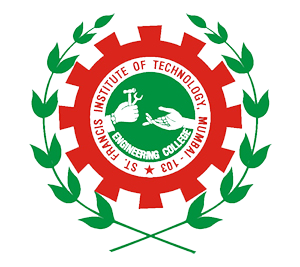 ST. FRANCIS INSTITUTE OF TECHNOLOGY, MUMBAI - 103
ENGINEERING COLLEGE